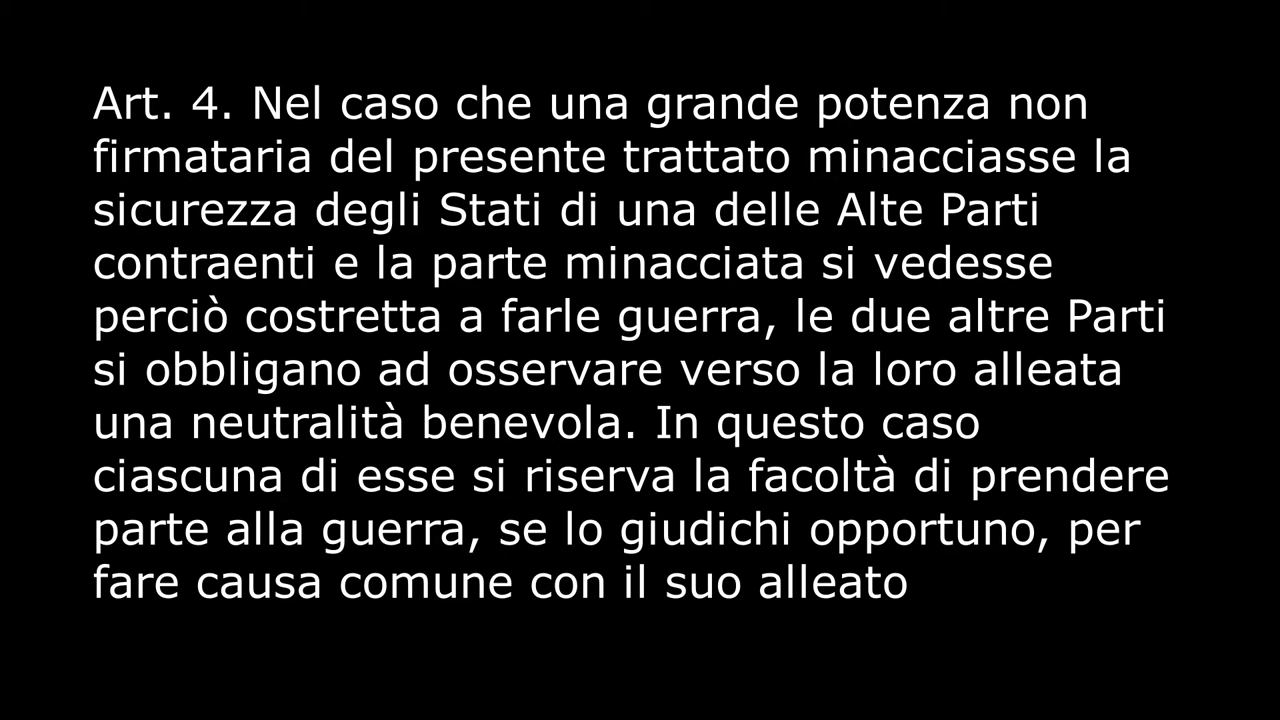 Art. 4. Nel caso che una grande potenza non
firmataria del presente trattato minacciasse la
sicurezza degli Stati di una delle Alte Parti
contraenti e la parte minacciata si vedesse
perciò costretta a farle guerra, le due altre Parti
si obbligano ad osservare verso la loro alleata
una neutralità benevola. In questo caso
ciascuna di esse si riserva la facoltà di prendere
parte alla guerra, se lo giudichi opportuno, per
fare causa comune con il suo alleato